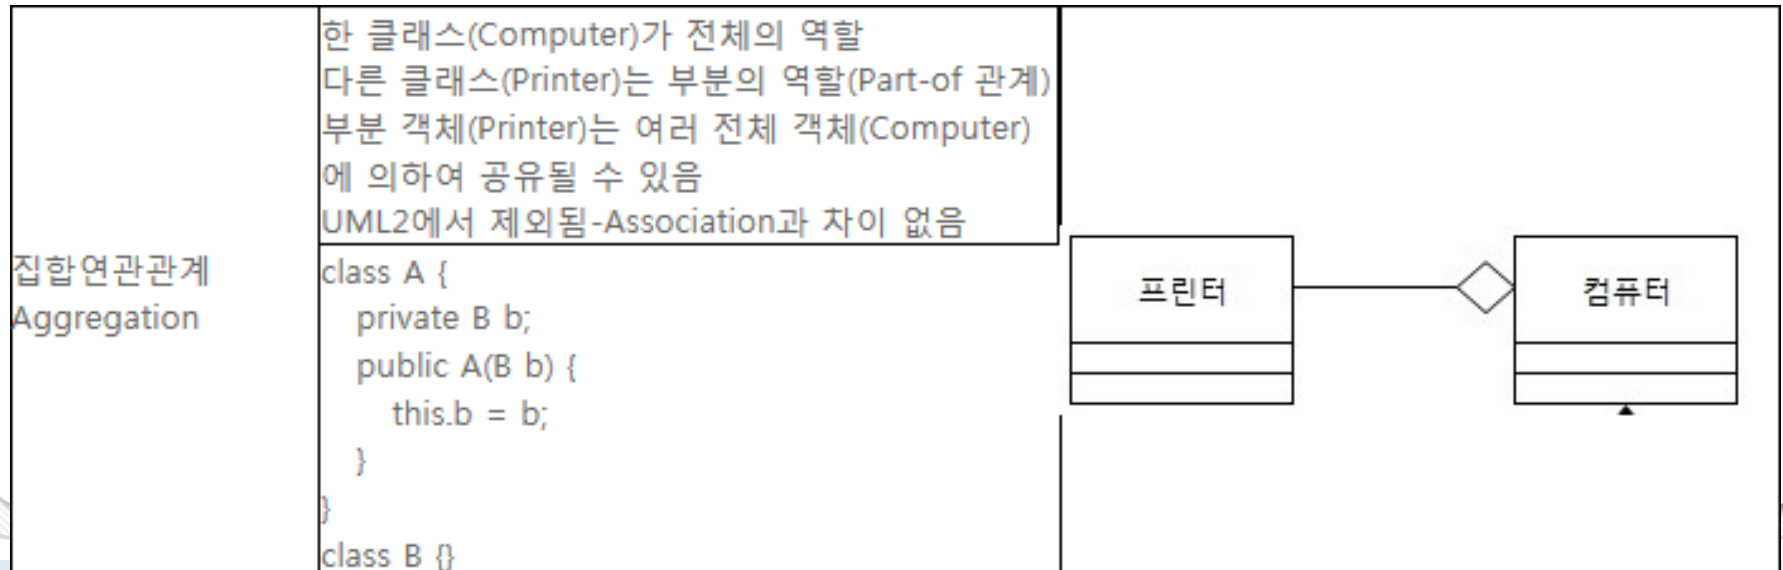 한 클래스(Computer)가 전체의 역할
다른 클래스(Printer)는 부분의 역할(Part-of 관계)
부분 객체(Printer)는 여러 전체 객체(Computer)
에 의하여 공유될 수 있음
UML2에서 제외됨-Association과 차이 없음
집합연관관계
Aggregation
class A {
private B b;
public A(B b) {
this.b = b;
}
}
class B {}
프린터
컴퓨터